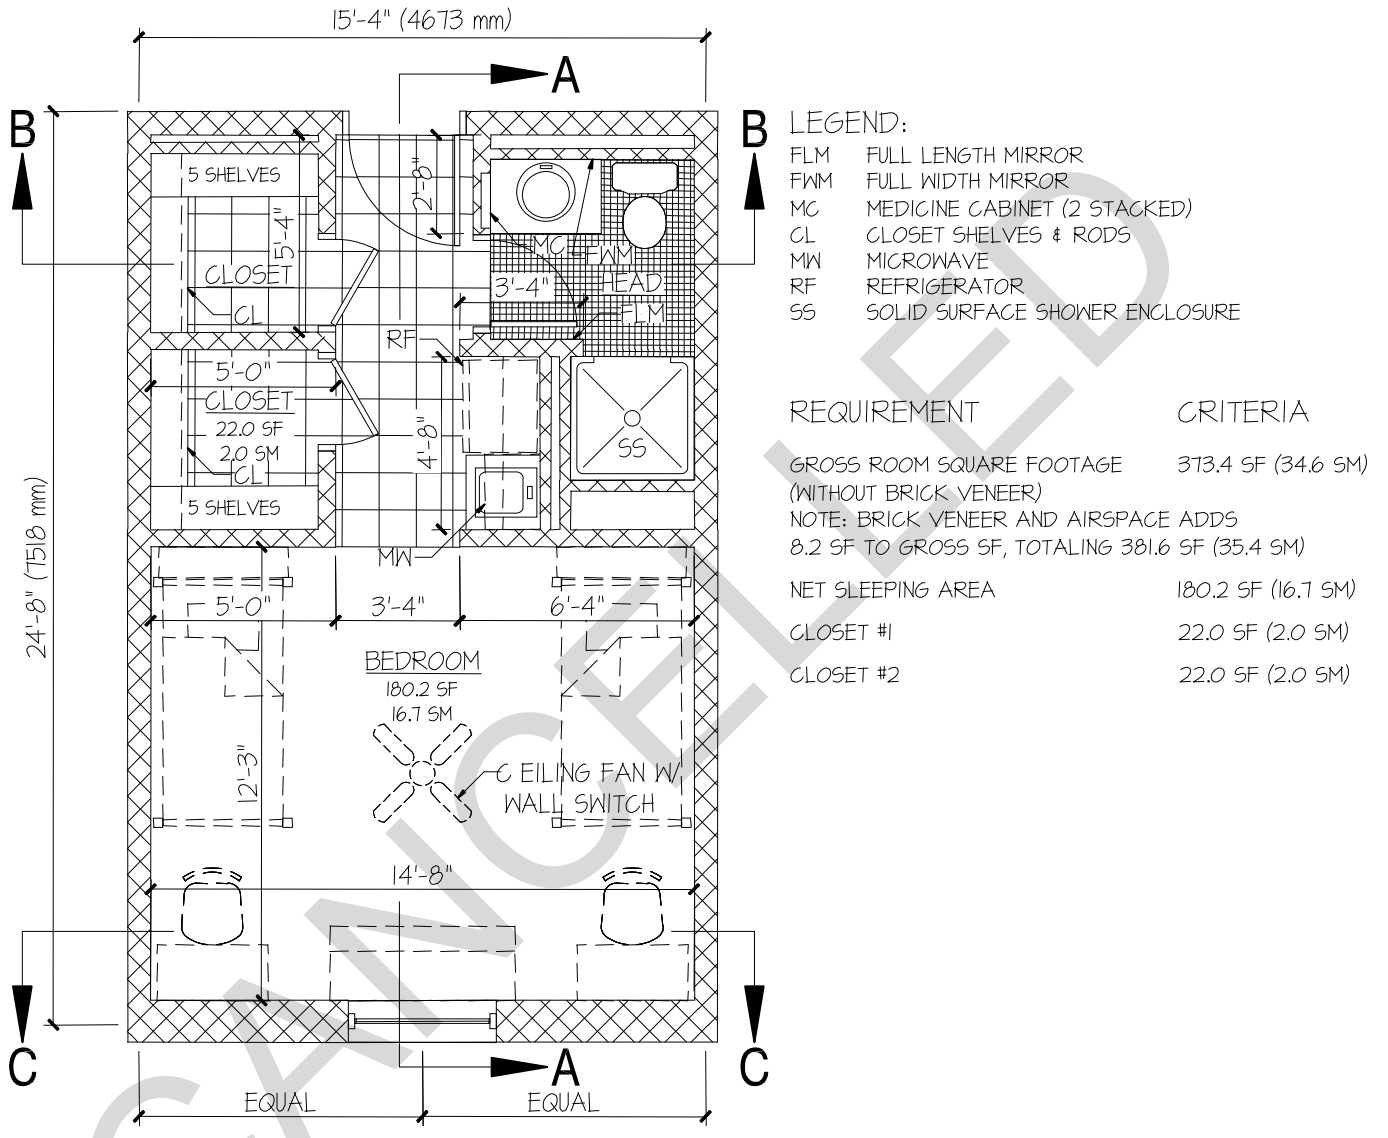 15'-4" (4673 mm)
A
B
B
5 SHELVES
2'-8"
5'-4"
CLOSET
CL
MC
FWM
3'-4"
HEAD
FLM
RF
5'-0"
CLOSET
22.0 SF
2.0 SM
CL
4'-8"
SS
5 SHELVES
MW
24'-8" (7518 mm)
5'-0"
3'-4"
6'-4"
BEDROOM
180.2 SF
16.7 SM
12'-3"
C EILING FAN W/
WALL SWITCH
14'-8"
C
C
A
EQUAL
EQUAL
LEGEND:
FLM FULL LENGTH MIRROR
FWM FULL WIDTH MIRROR
MC MEDICINE CABINET (2 STACKED)
CL CLOSET SHELVES & RODS
MW MICROWAVE
RF REFRIGERATOR
SS SOLID SURFACE SHOWER ENCLOSURE
REQUIREMENT CRITERIA
GROSS ROOM SQUARE FOOTAGE 373.4 SF (34.6 SM)
(WITHOUT BRICK VENEER)
NOTE: BRICK VENEER AND AIRSPACE ADDS
8.2 SF TO GROSS SF, TOTALING 381.6 SF (35.4 SM)
NET SLEEPING AREA 180.2 SF (16.7 SM)
CLOSET #1 22.0 SF (2.0 SM)
CLOSET #2 22.0 SF (2.0 SM)
CANCELLED